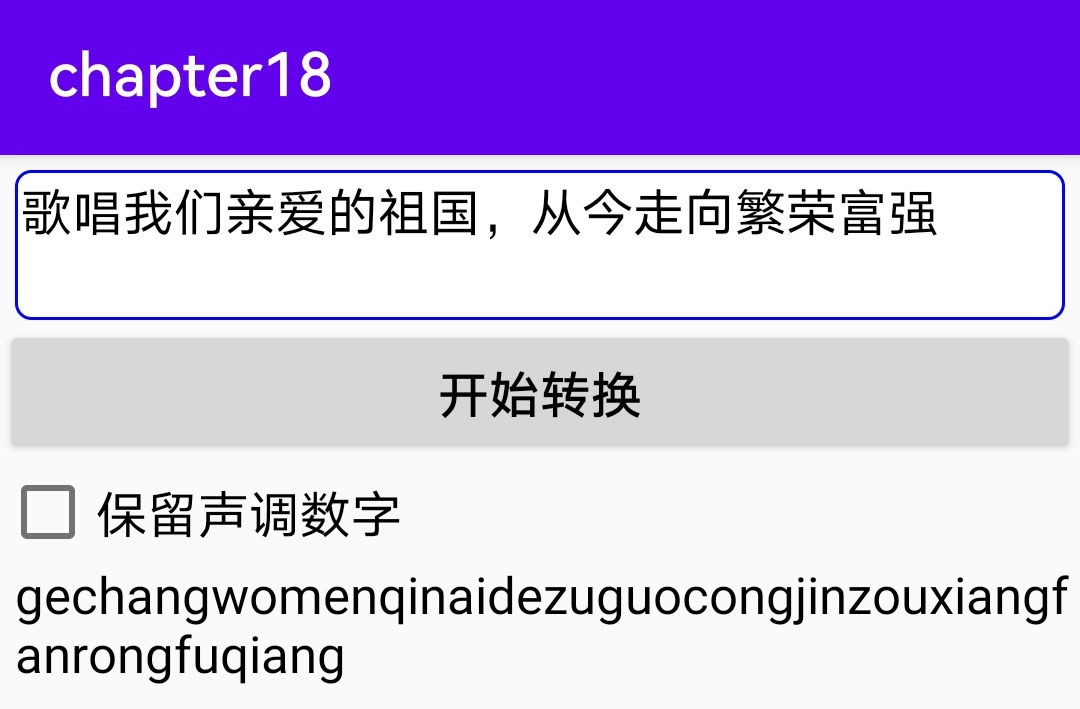 chapter18
歌唱我们亲爱的祖国，从今走向繁荣富强
开始转换
保留声调数字
gechangwomenqinaidezuguocongjinzouxiangf
anrongfuqiang